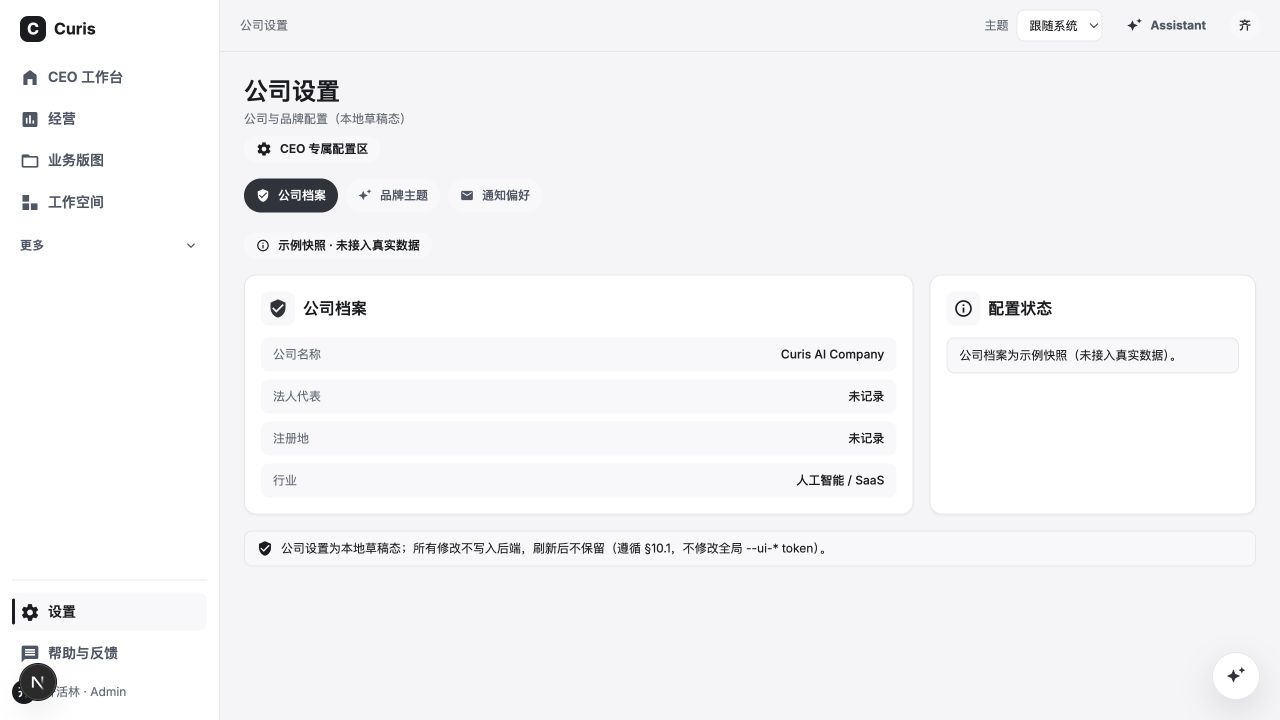 C Curis
CEO 工作台
经营
业务版图
工作空间
更多
设置
帮助与反馈
N
活林 · Admin
公司设置
主题
跟随系统
Assistant
齐
公司设置
公司与品牌配置（本地草稿态）
CEO 专属配置区
公司档案
品牌主题
通知偏好
示例快照 · 未接入真实数据
公司档案
公司名称
Curis AI Company
法人代表
未记录
注册地
未记录
行业
人工智能 / SaaS
配置状态
公司档案为示例快照（未接入真实数据）。
公司设置为本地草稿态；所有修改不写入后端，刷新后不保留（遵循 §10.1，不修改全局 --ui-* token）。